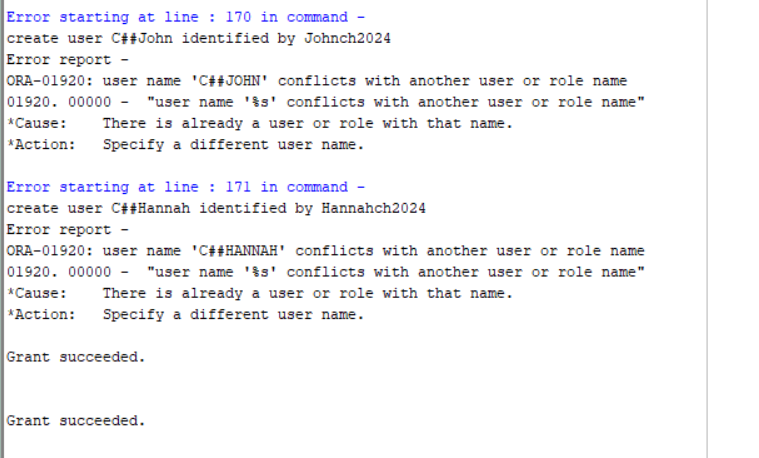 Error starting at line : 170 in command -
create user C##John identified by Johnch2024
Error report -
ORA-01920: user name 'C##JOHN' conflicts with another user or role name
01920. 00000 -  "user name '%s' conflicts with another user or role name"
*Cause:    There is already a user or role with that name.
*Action:   Specify a different user name.
Error starting at line : 171 in command -
create user C##Hannah identified by Hannahch2024
Error report -
ORA-01920: user name 'C##HANNAH' conflicts with another user or role name
01920. 00000 -  "user name '%s' conflicts with another user or role name"
*Cause:    There is already a user or role with that name.
*Action:   Specify a different user name.
Grant succeeded.
Grant succeeded.